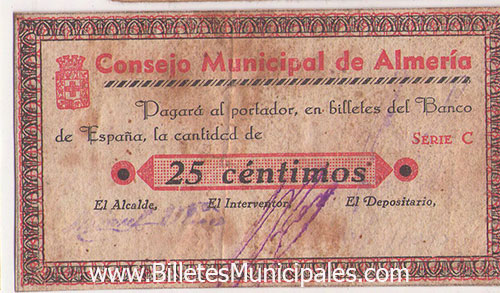 Consejo Municipal de Almería
Pagará al portador, en billetes del Banco
de España, la cantidad de
SERIE C
25 céntimos
El Alcalde, El Interventor, El Depositario,
www.BilletesMunicipales.com